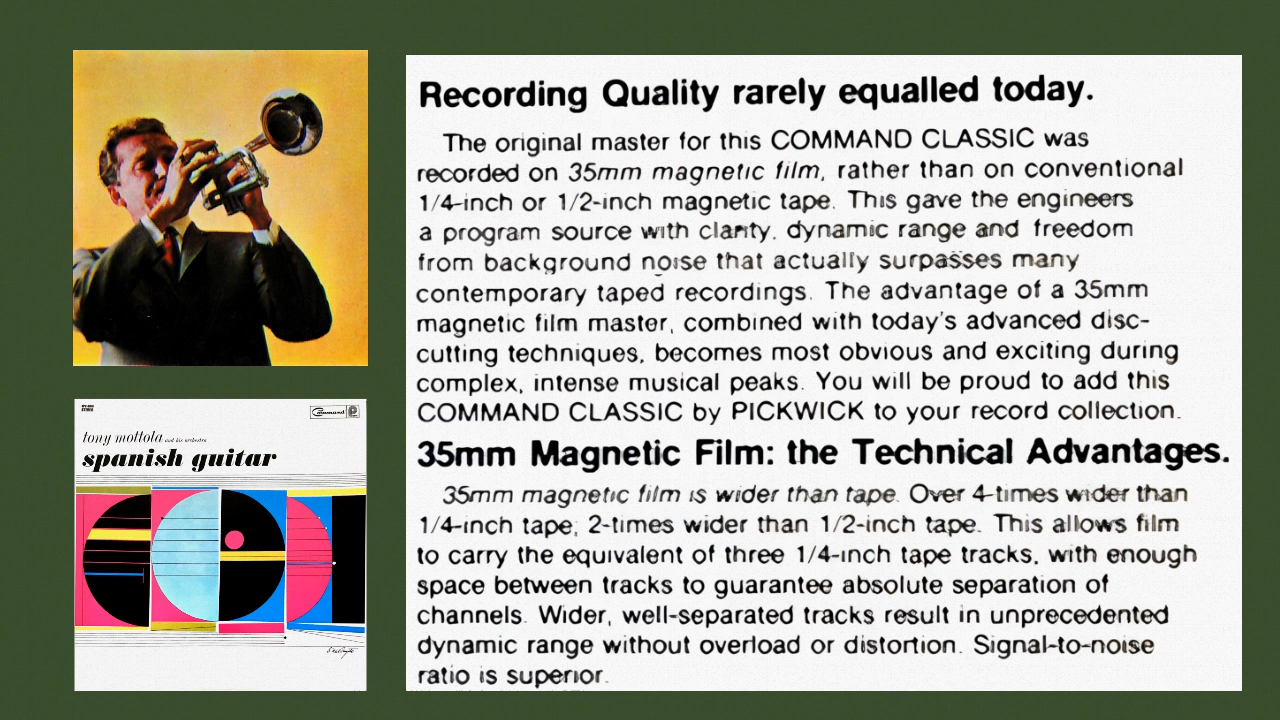 Recording Quality rarely equalled today.
The original master for this COMMAND CLASSIC was
recorded on 35mm magnetic film, rather than on conventional
1/4-inch or 1/2-inch magnetic tape. This gave the engineers
a program source with clarity, dynamic range and freedom
from background noise that actually surpasses many
contemporary taped recordings. The advantage of a 35mm
magnetic film master, combined with today's advanced disc-
cutting techniques, becomes most obvious and exciting during
complex, intense musical peaks. You will be proud to add this
COMMAND CLASSIC by PICKWICK to your record collection.
35mm Magnetic Film: the Technical Advantages.
35mm magnetic film is wider than tape. Over 4-times wider than
1/4-inch tape; 2-times wider than 1/2-inch tape. This allows film
to carry the equivalent of three 1/4-inch tape tracks, with enough
space between tracks to guarantee absolute separation of
channels. Wider, well-separated tracks result in unprecedented
dynamic range without overload or distortion. Signal-to-noise
ratio is superior.
STEREO
Command
tony mottola and his orchestra
spanish guitar